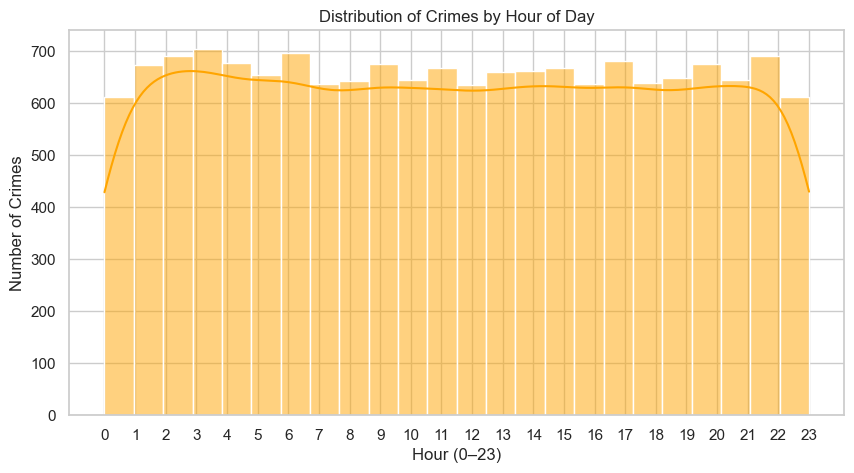 Distribution of Crimes by Hour of Day
Number of Crimes
700
600
500
400
300
200
100
0
0 1 2 3 4 5 6 7 8 9 10 11 12 13 14 15 16 17 18 19 20 21 22 23
Hour (0–23)